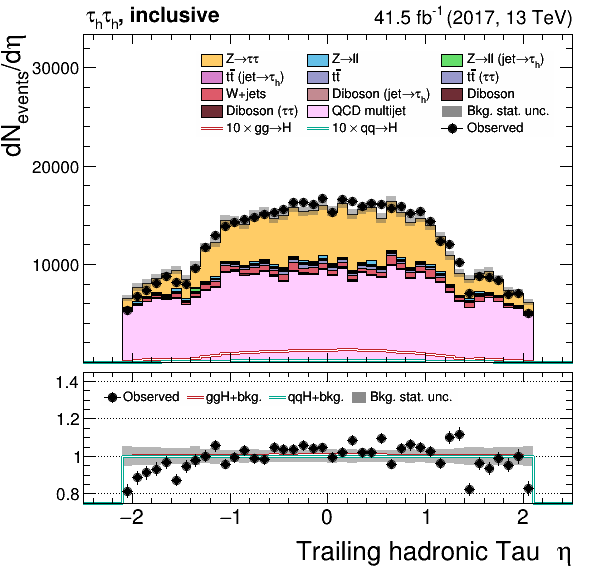 τhτh, inclusive 41.5 fb-1 (2017, 13 TeV)
dNevents/dη
30000
20000
10000
Z→ττ Z→ll Z→ll (jet→τh)
tt̄ (jet→τh) tt̄ tt̄ (ττ)
W+jets Diboson (jet→τh) Diboson
Diboson (ττ) QCD multijet Bkg. stat. unc.
10 × gg→H 10 × qq→H Observed
1.4
1.2
1
0.8
Observed ggH+bkg. qqH+bkg. Bkg. stat. unc.
−2 −1 0 1 2
Trailing hadronic Tau η